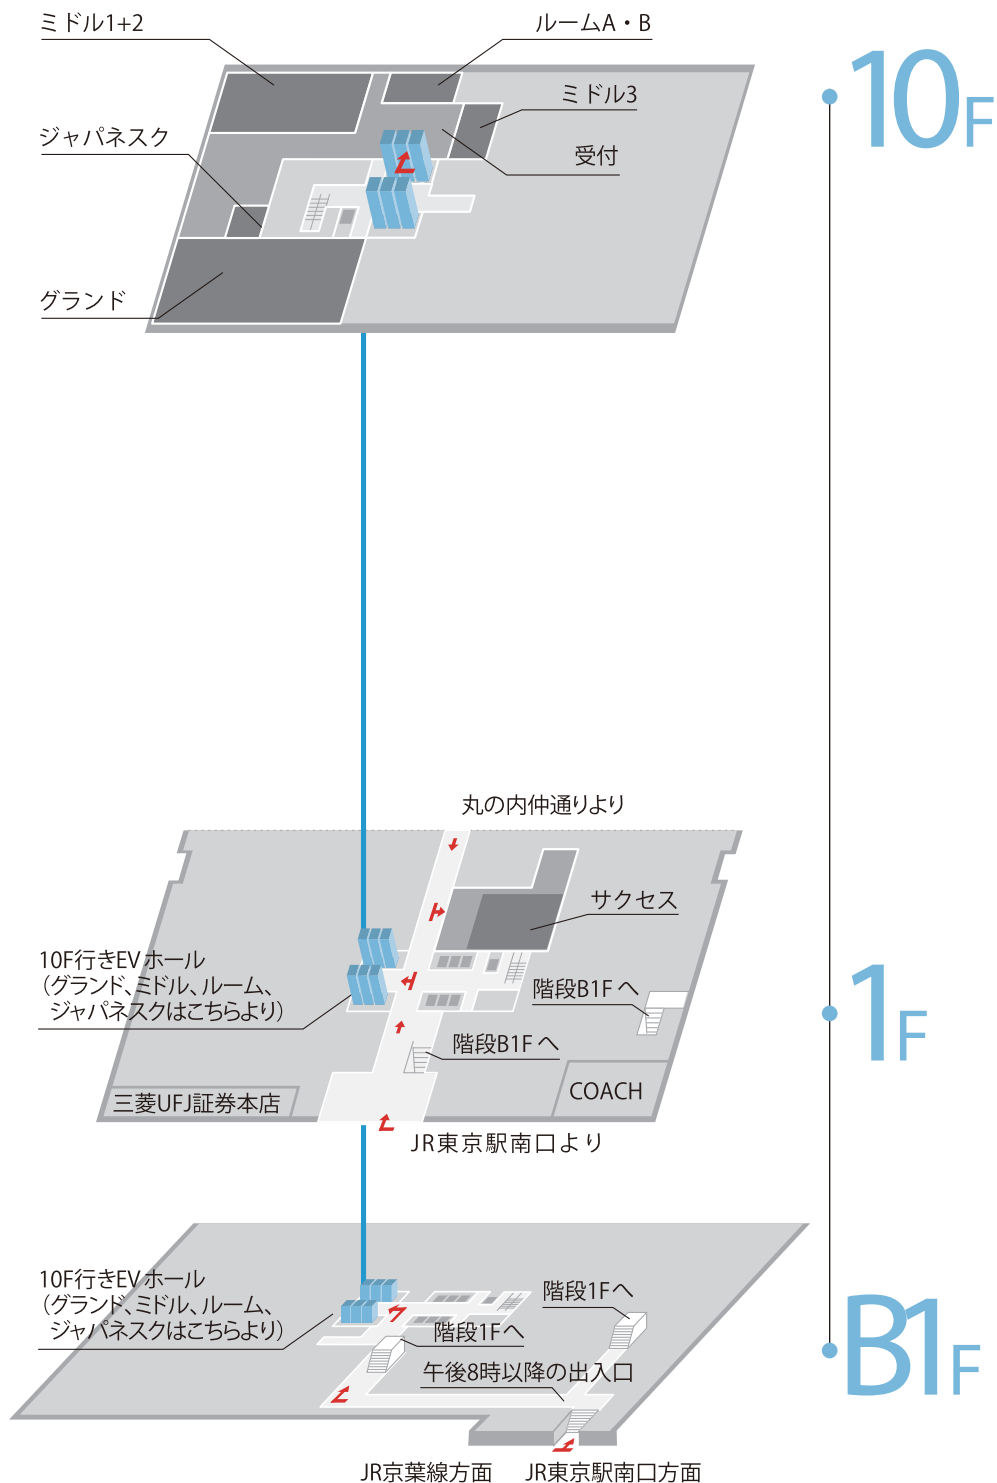 ミドル1+2
ルームA・B
10F
ミドル3
ジャパネスク
受付
グランド
丸の内仲通りより
サクセス
10F行きEVホール
（グランド、ミドル、ルーム、
ジャパネスクはこちらより）
階段B1Fへ
1F
階段B1Fへ
三菱UFJ証券本店
COACH
JR東京駅南口より
10F行きEVホール
（グランド、ミドル、ルーム、
ジャパネスクはこちらより）
階段1Fへ
階段1Fへ
B1F
午後8時以降の出入口
JR京葉線方面
JR東京駅南口方面